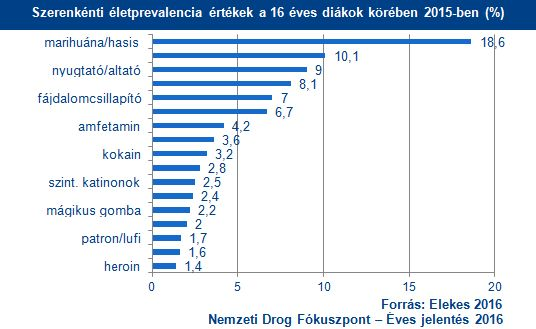 Szerenkénti életprevalencia értékek a 16 éves diákok körében 2015-ben (%)
marihuána/hasis 18,6
10,1
nyugtató/altató 9
8,1
fájdalomcsillapító 7
6,7
amfetamin 4,2
3,6
kokain 3,2
2,8
szint. katinonok 2,5
2,4
mágikus gomba 2,2
2
patron/lufi 1,7
1,6
heroin 1,4
0 5 10 15 20
Forrás: Elekes 2016
Nemzeti Drog Fókuszpont – Éves jelentés 2016